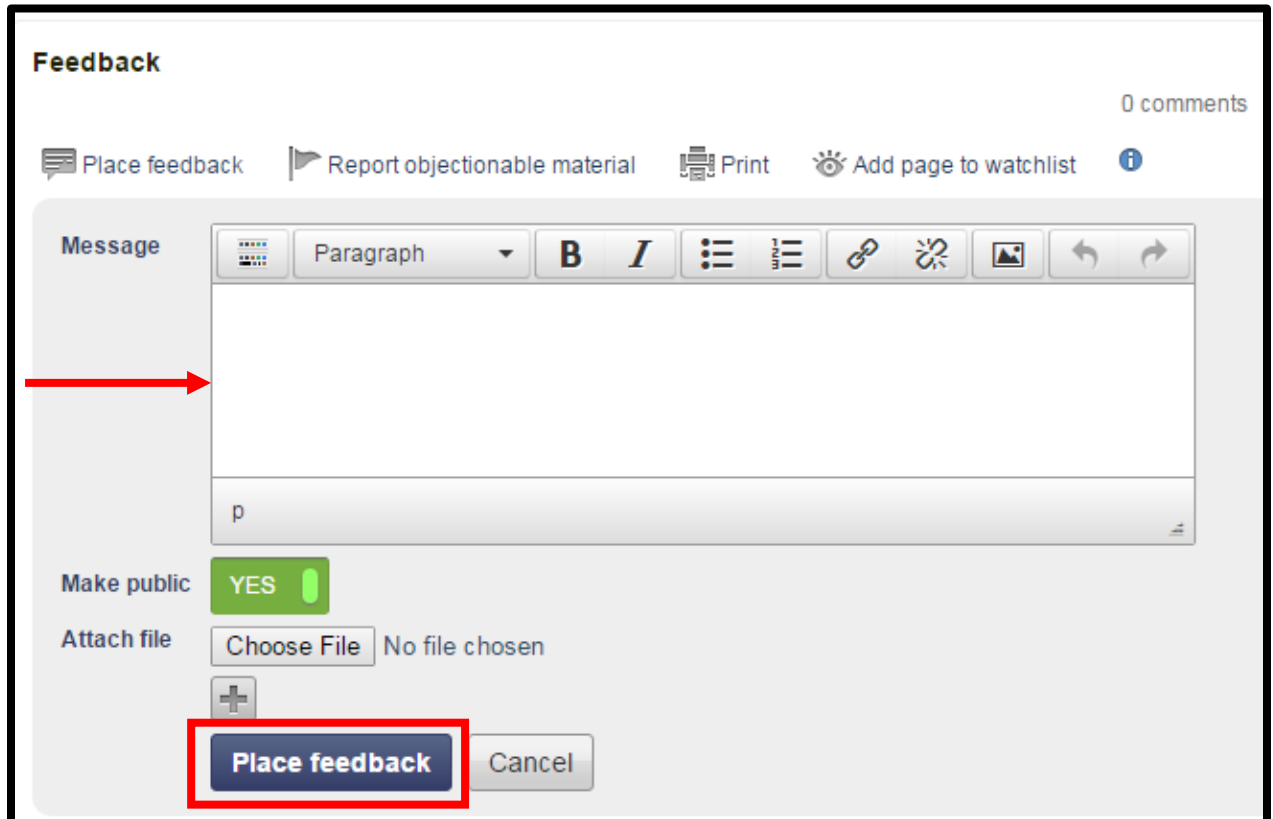 Feedback
0 comments
Place feedback Report objectionable material Print Add page to watchlist i
Message Paragraph B I
p
Make public YES
Attach file Choose File No file chosen
Place feedback Cancel